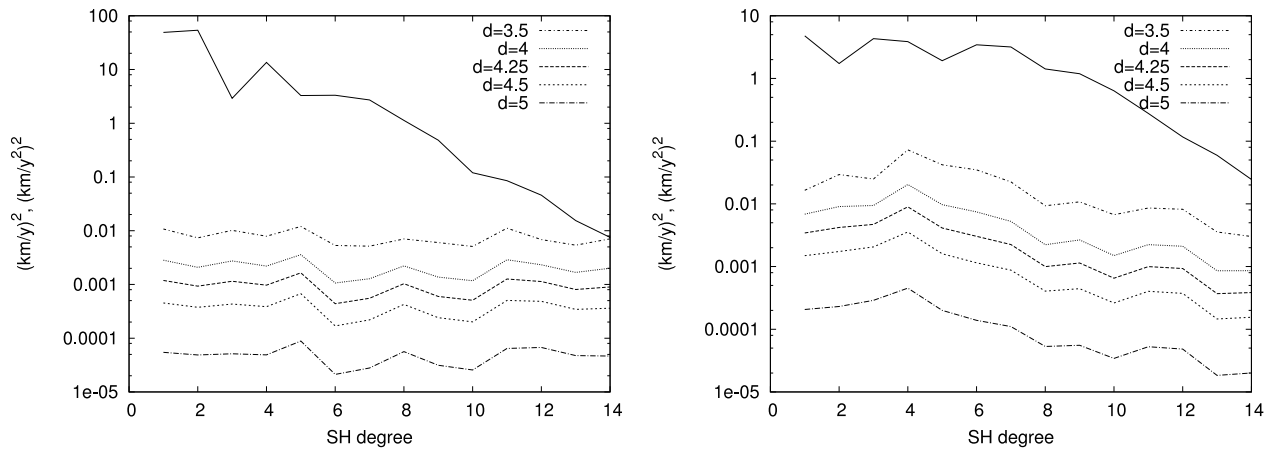 100
10
1
0.1
0.01
0.001
0.0001
1e-05
(km/y)², (km/y²)²
d=3.5
d=4
d=4.25
d=4.5
d=5
0 2 4 6 8 10 12 14
SH degree
10
1
0.1
0.01
0.001
0.0001
1e-05
(km/y)², (km/y²)²
d=3.5
d=4
d=4.25
d=4.5
d=5
0 2 4 6 8 10 12 14
SH degree